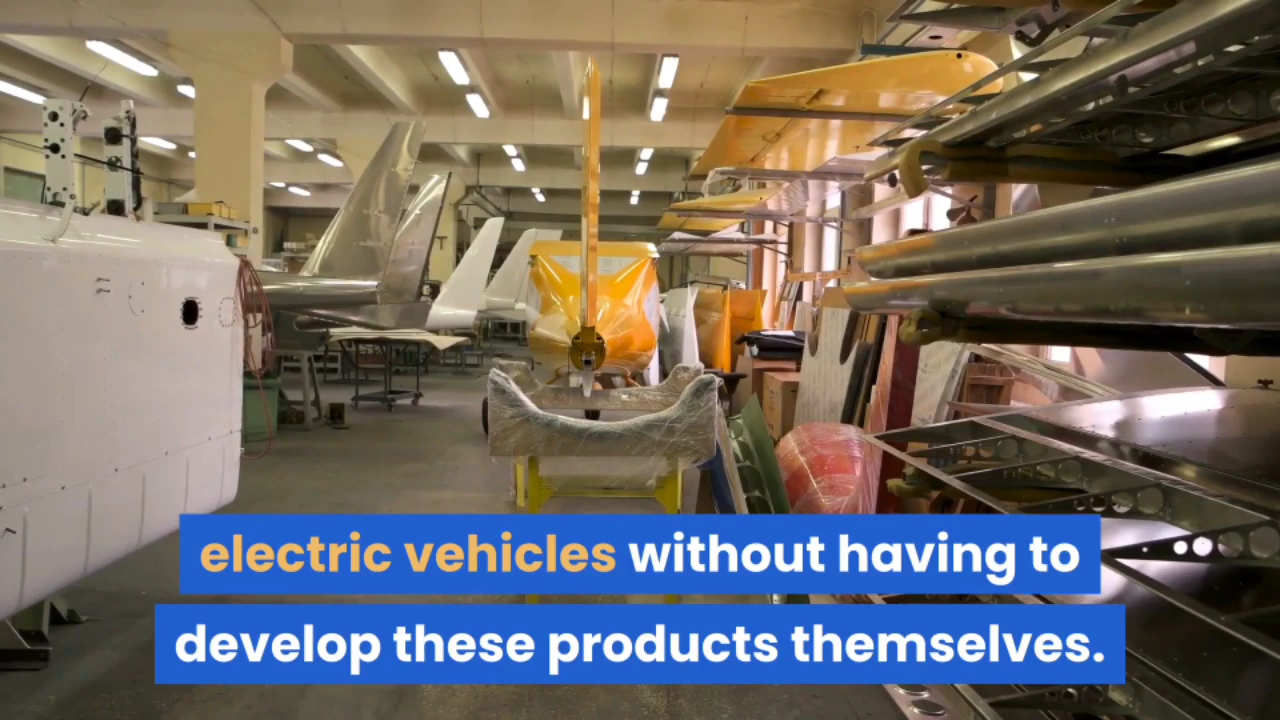 electric vehicles without having to
develop these products themselves.